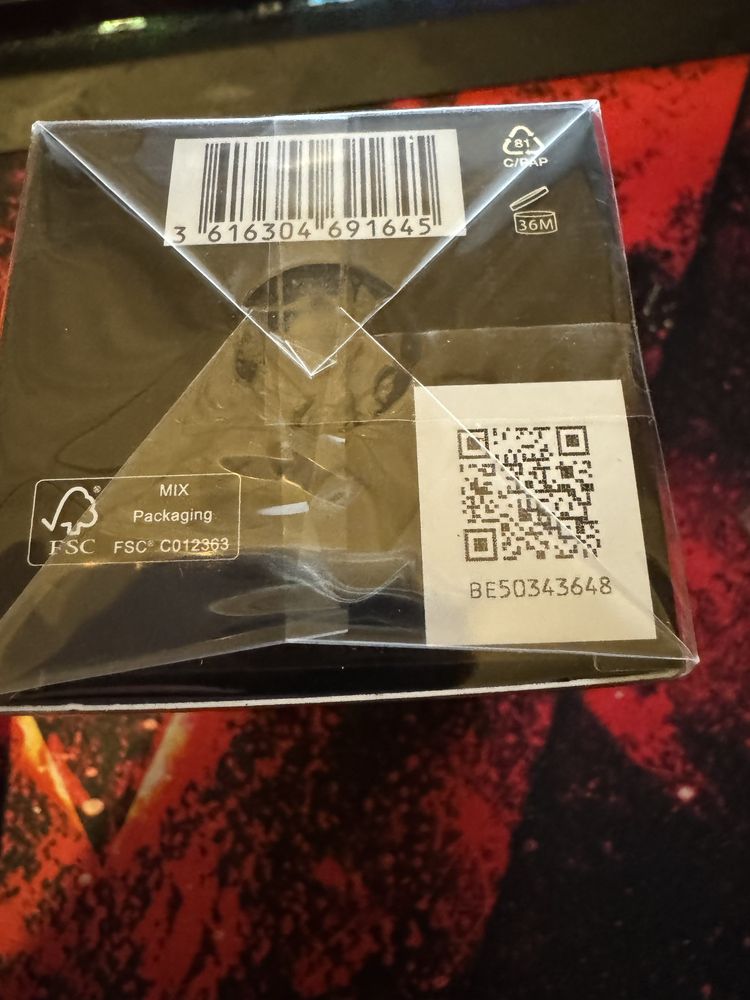 3 616304 691645
81
C/PAP
36M
MIX
Packaging
FSC® C012363
FSC
BE50343648